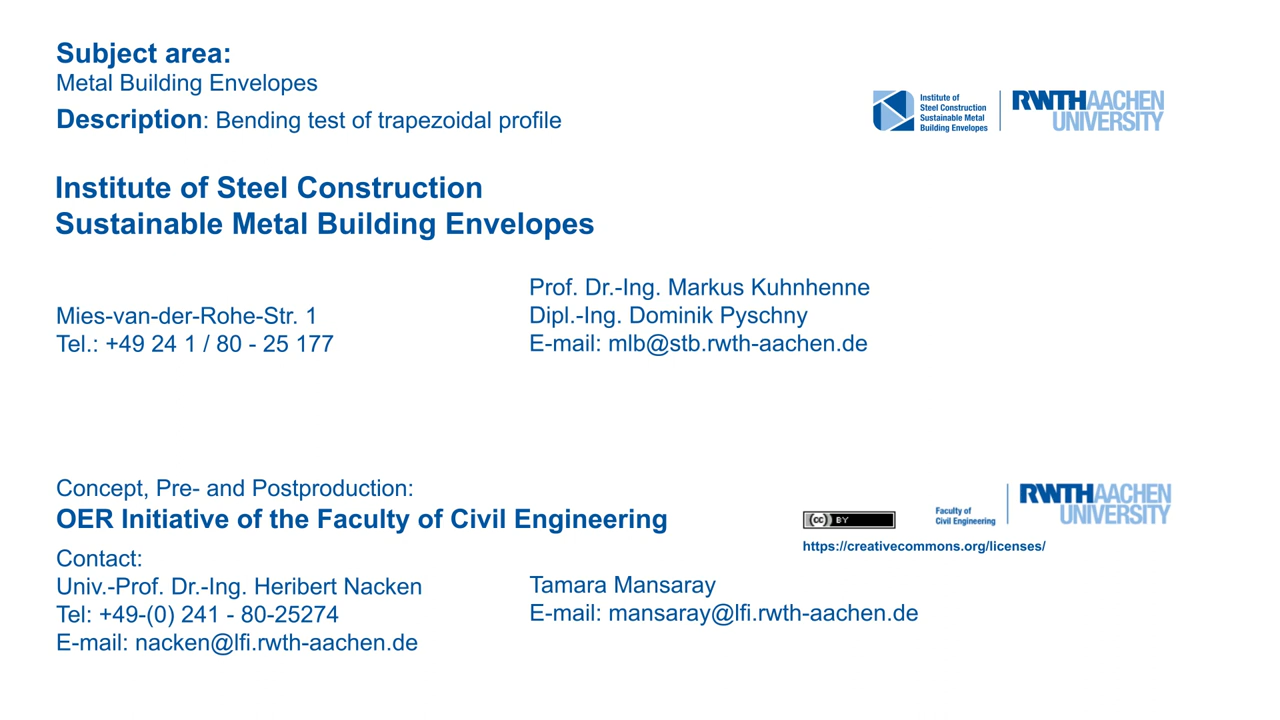 Subject area:
Metal Building Envelopes
Description: Bending test of trapezoidal profile
Institute of
Steel Construction
Sustainable Metal
Building Envelopes
RWTHAACHEN
UNIVERSITY
Institute of Steel Construction
Sustainable Metal Building Envelopes
Mies-van-der-Rohe-Str. 1
Tel.: +49 24 1 / 80 - 25 177
Prof. Dr.-Ing. Markus Kuhnhenne
Dipl.-Ing. Dominik Pyschny
E-mail: mlb@stb.rwth-aachen.de
Concept, Pre- and Postproduction:
OER Initiative of the Faculty of Civil Engineering
Contact:
Univ.-Prof. Dr.-Ing. Heribert Nacken
Tel: +49-(0) 241 - 80-25274
E-mail: nacken@lfi.rwth-aachen.de
Tamara Mansaray
E-mail: mansaray@lfi.rwth-aachen.de
cc BY
https://creativecommons.org/licenses/
Faculty of
Civil Engineering
RWTHAACHEN
UNIVERSITY